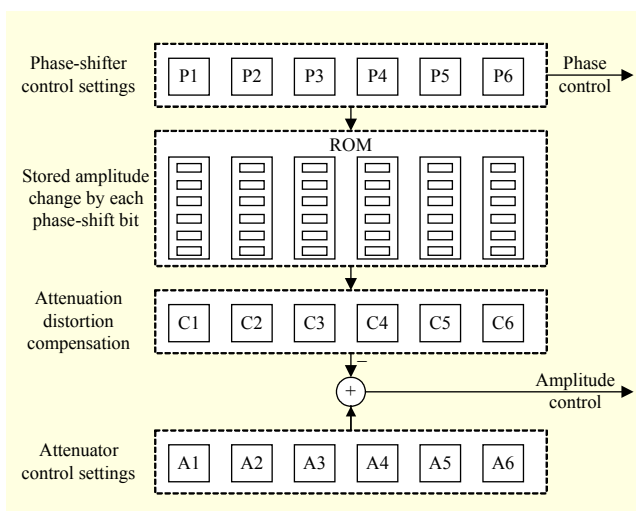 Phase-shifter
control settings
P1 P2 P3 P4 P5 P6
Phase
control
ROM
Stored amplitude
change by each
phase-shift bit
Attenuation
distortion
compensation
C1 C2 C3 C4 C5 C6
–
+
Amplitude
control
Attenuator
control settings
A1 A2 A3 A4 A5 A6